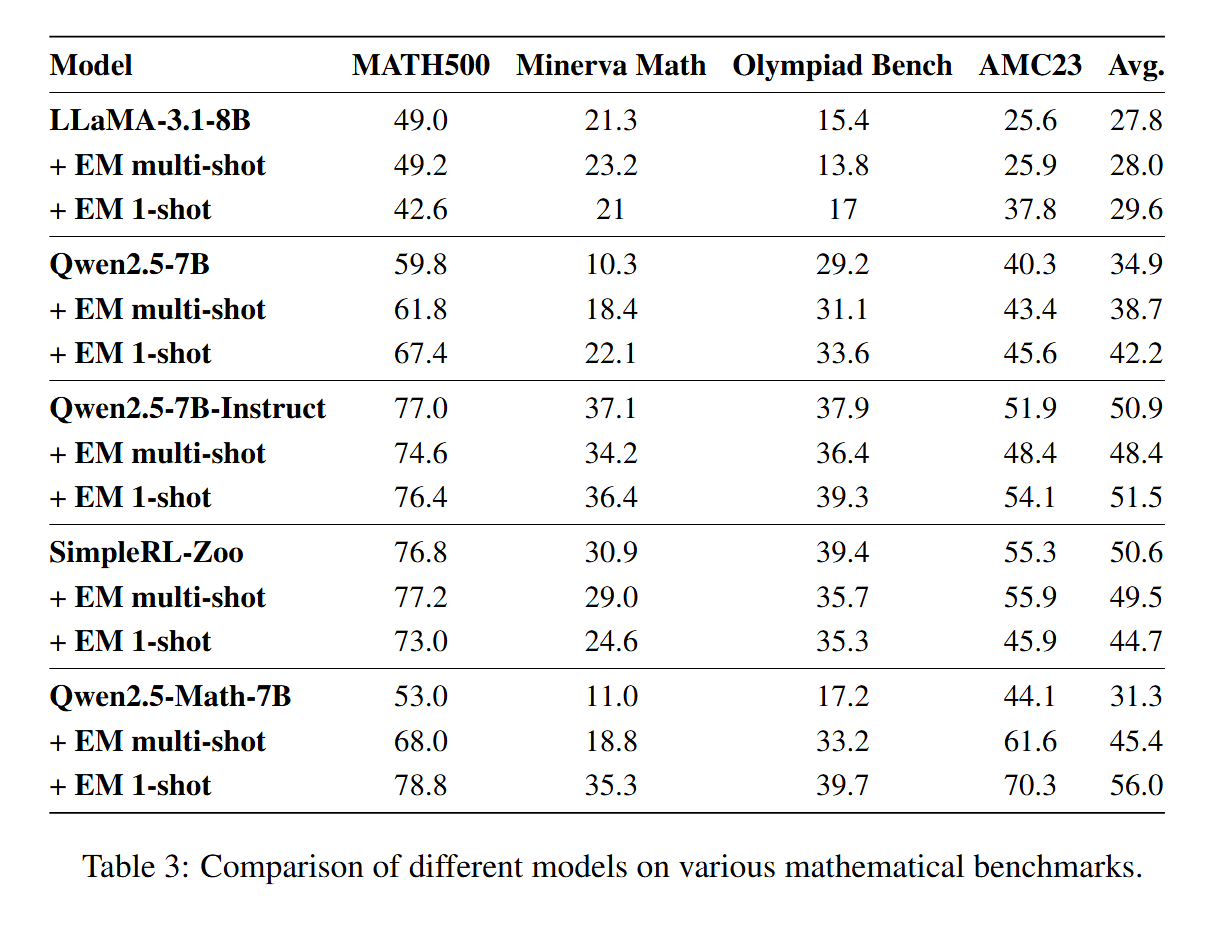 Model MATH500 Minerva Math Olympiad Bench AMC23 Avg.
LLaMA-3.1-8B 49.0 21.3 15.4 25.6 27.8
+ EM multi-shot 49.2 23.2 13.8 25.9 28.0
+ EM 1-shot 42.6 21 17 37.8 29.6
Qwen2.5-7B 59.8 10.3 29.2 40.3 34.9
+ EM multi-shot 61.8 18.4 31.1 43.4 38.7
+ EM 1-shot 67.4 22.1 33.6 45.6 42.2
Qwen2.5-7B-Instruct 77.0 37.1 37.9 51.9 50.9
+ EM multi-shot 74.6 34.2 36.4 48.4 48.4
+ EM 1-shot 76.4 36.4 39.3 54.1 51.5
SimpleRL-Zoo 76.8 30.9 39.4 55.3 50.6
+ EM multi-shot 77.2 29.0 35.7 55.9 49.5
+ EM 1-shot 73.0 24.6 35.3 45.9 44.7
Qwen2.5-Math-7B 53.0 11.0 17.2 44.1 31.3
+ EM multi-shot 68.0 18.8 33.2 61.6 45.4
+ EM 1-shot 78.8 35.3 39.7 70.3 56.0
Table 3: Comparison of different models on various mathematical benchmarks.